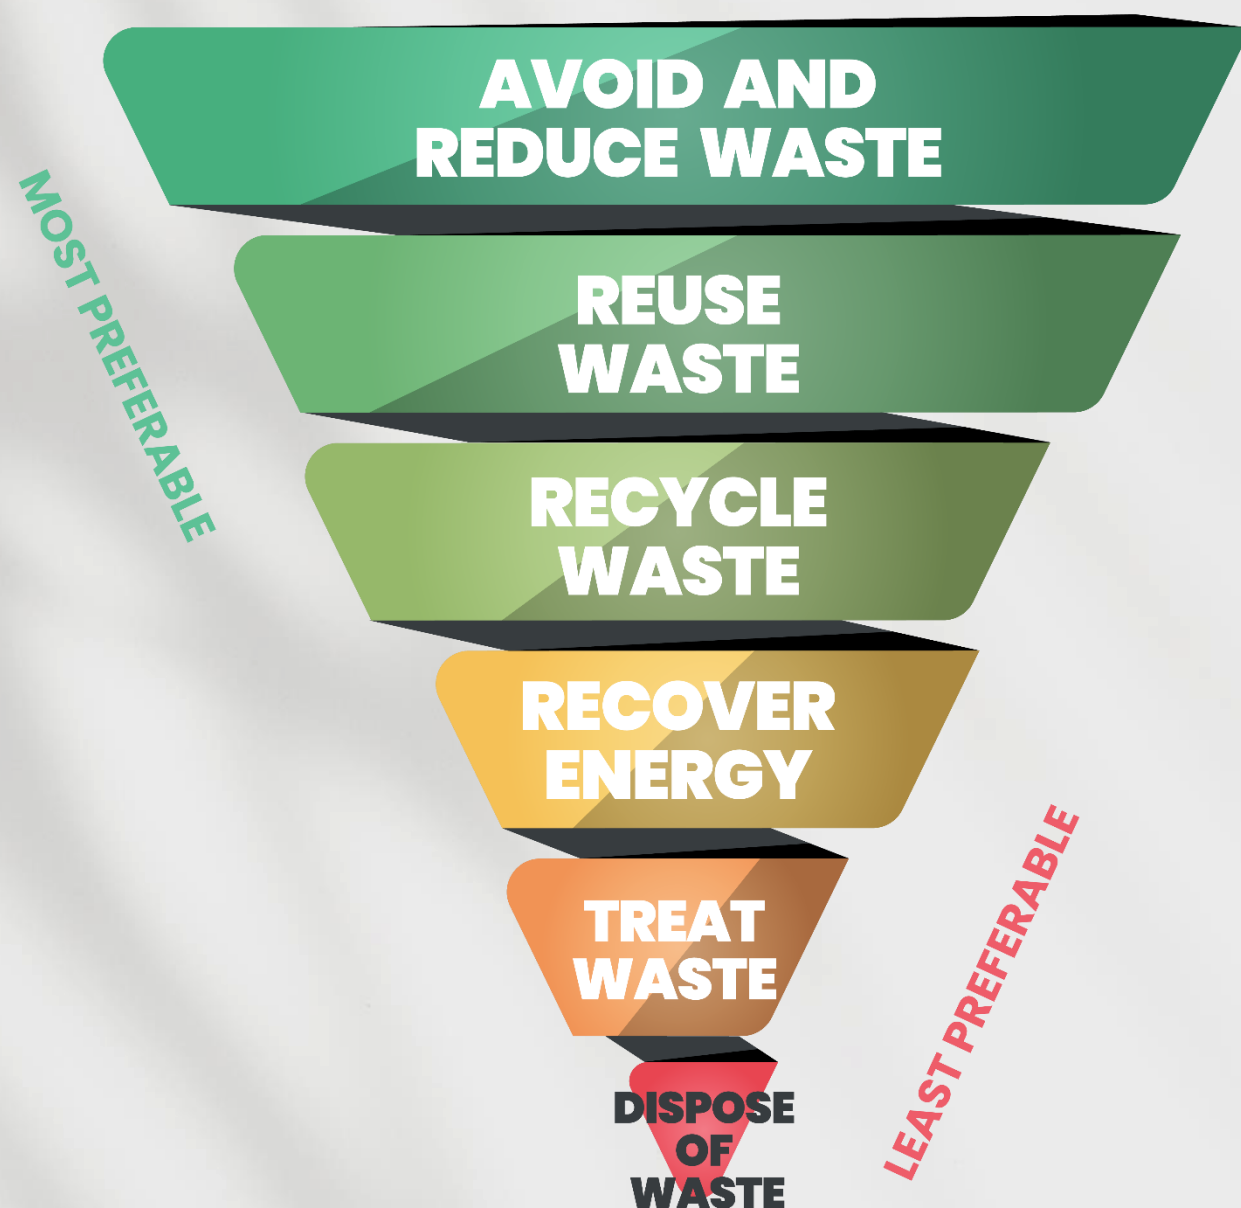 AVOID AND
REDUCE WASTE
MOST PREFERABLE
REUSE
WASTE
RECYCLE
WASTE
RECOVER
ENERGY
TREAT
WASTE
LEAST PREFERABLE
DISPOSE
OF
WASTE